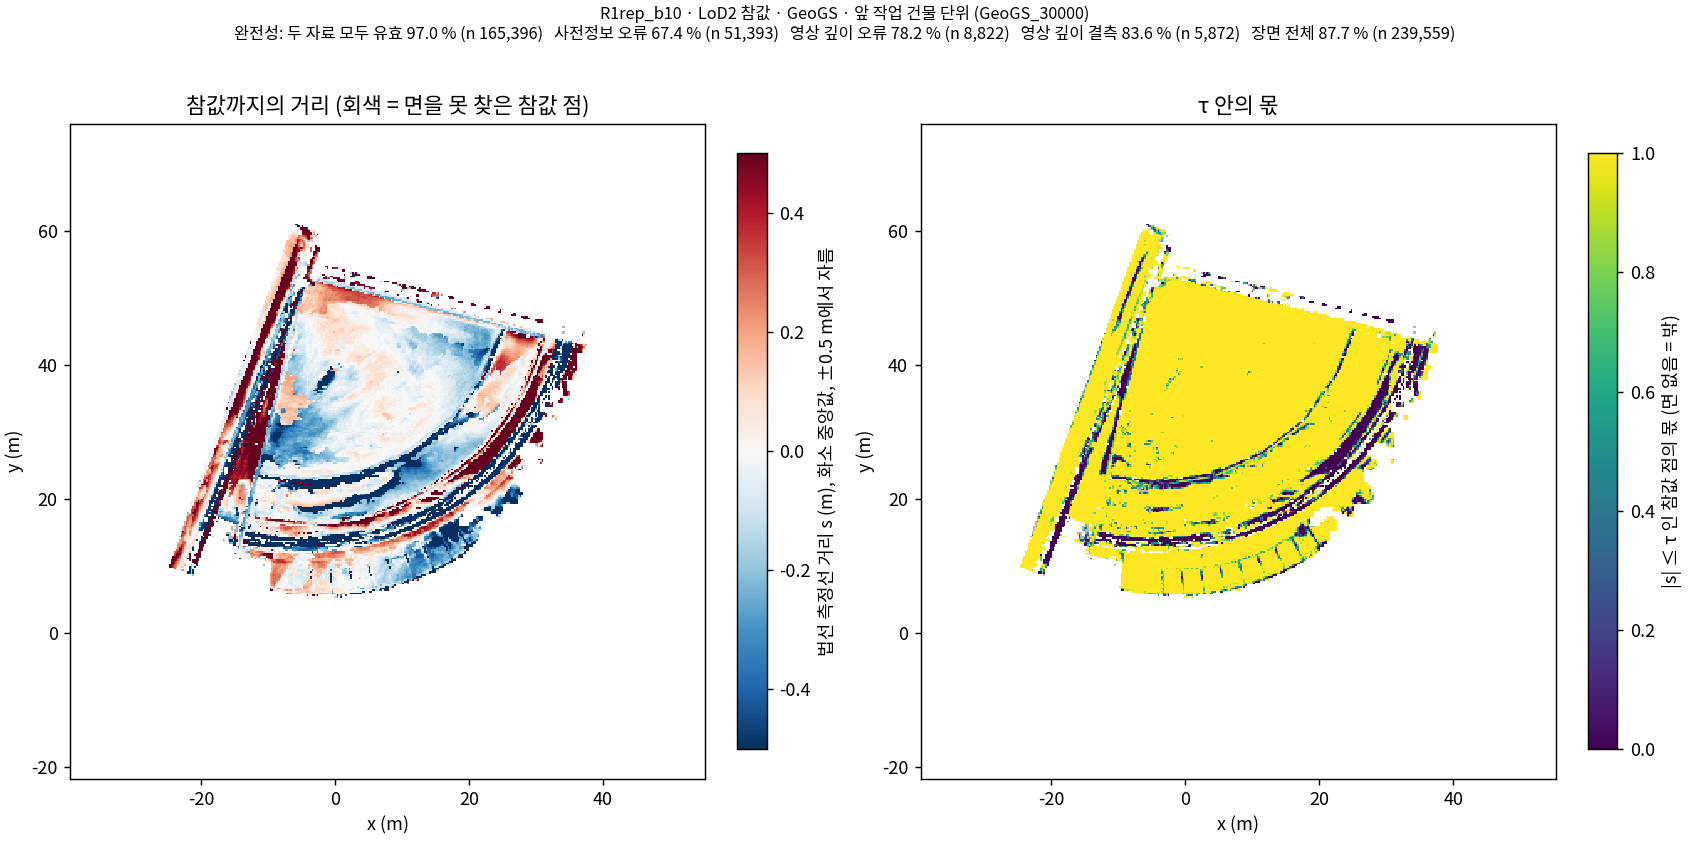 R1rep_b10 · LoD2 참값 · GeoGS · 앞 작업 건물 단위 (GeoGS_30000)
완전성: 두 자료 모두 유효 97.0 % (n 165,396)   사전정보 오류 67.4 % (n 51,393)   영상 깊이 오류 78.2 % (n 8,822)   영상 깊이 결측 83.6 % (n 5,872)   장면 전체 87.7 % (n 239,559)
참값까지의 거리 (회색 = 면을 못 찾은 참값 점)
60
40
20
0
-20
y (m)
-20
0
20
40
x (m)
0.4
0.2
0.0
-0.2
-0.4
법선 측정선 거리 s (m), 화소 중앙값, ±0.5 m에서 자름
τ 안의 몫
60
40
20
0
-20
y (m)
-20
0
20
40
x (m)
1.0
0.8
0.6
0.4
0.2
0.0
|s| ≤ τ 인 참값 점의 몫 (면 없음 = 밖)